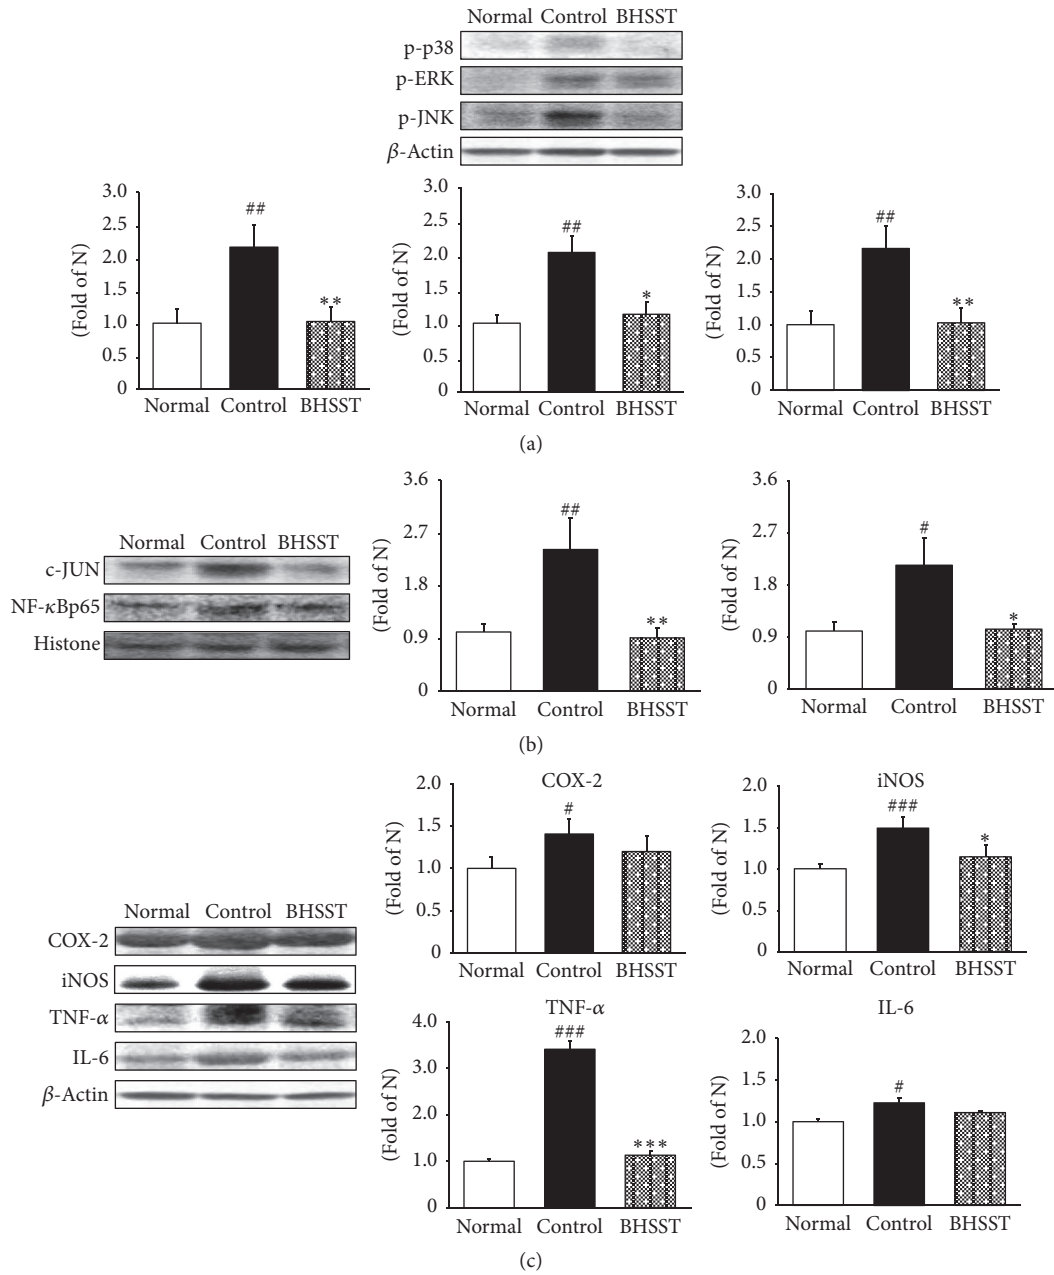 Normal Control BHSST
p-p38
p-ERK
p-JNK
β-Actin
3.0
2.5
2.0
1.5
1.0
0.5
0
(Fold of N)
##
**
Normal Control BHSST
3.0
2.5
2.0
1.5
1.0
0.5
0
(Fold of N)
##
*
Normal Control BHSST
3.0
2.5
2.0
1.5
1.0
0.5
0
(Fold of N)
##
**
Normal Control BHSST
(a)
Normal Control BHSST
c-JUN
NF-κBp65
Histone
3.6
2.7
1.8
0.9
0
(Fold of N)
##
**
Normal Control BHSST
3.6
2.7
1.8
0.9
0
(Fold of N)
#
*
Normal Control BHSST
(b)
Normal Control BHSST
COX-2
iNOS
TNF-α
IL-6
β-Actin
COX-2
2.0
1.5
1.0
0.5
0
(Fold of N)
#
Normal Control BHSST
iNOS
2.0
1.5
1.0
0.5
0
(Fold of N)
###
*
Normal Control BHSST
TNF-α
4.0
3.0
2.0
1.0
0
(Fold of N)
###
***
Normal Control BHSST
IL-6
2.0
1.5
1.0
0.5
0
(Fold of N)
#
Normal Control BHSST
(c)